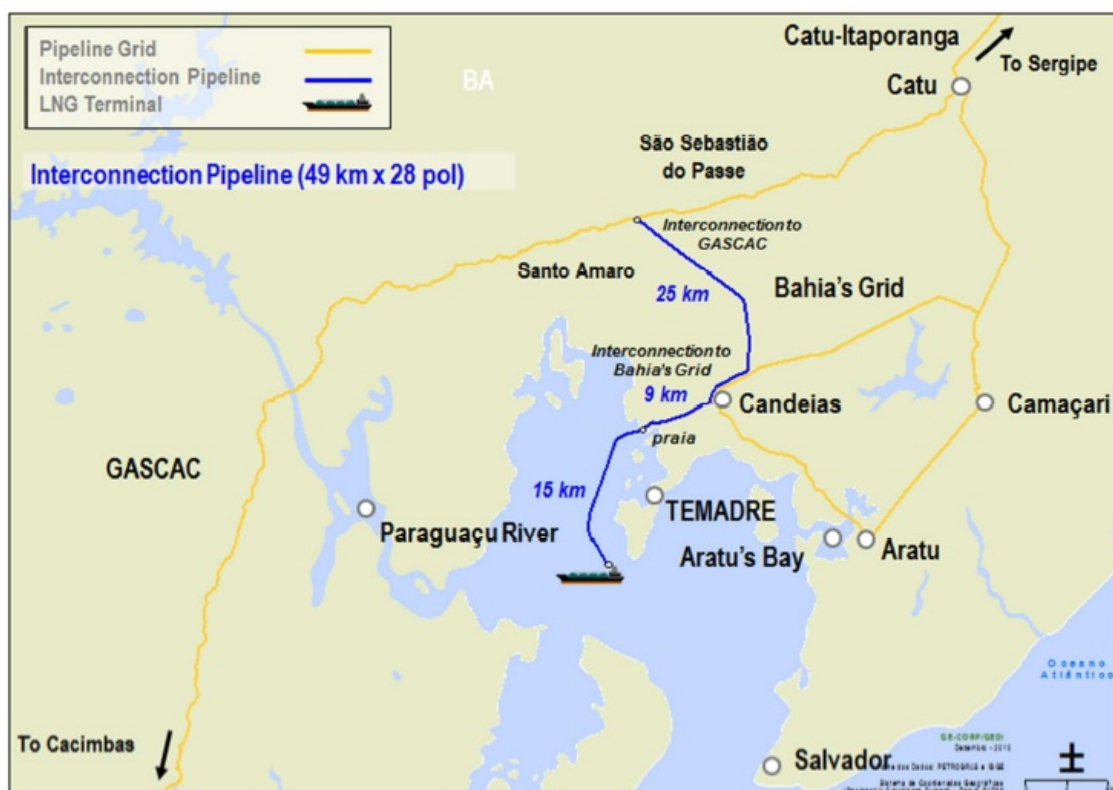 Pipeline Grid
Interconnection Pipeline
LNG Terminal
BA
Catu-Itaporanga
To Sergipe
Catu
São Sebastião
do Passe
Interconnection Pipeline (49 km x 28 pol)
Interconnection to
GASCAC
Santo Amaro
25 km
Bahia's Grid
Interconnection to
Bahia's Grid
9 km
Candeias
Camaçari
praia
GASCAC
15 km
TEMADRE
Paraguaçu River
Aratu's Bay
Aratu
Oceano
Atlântico
To Cacimbas
Salvador